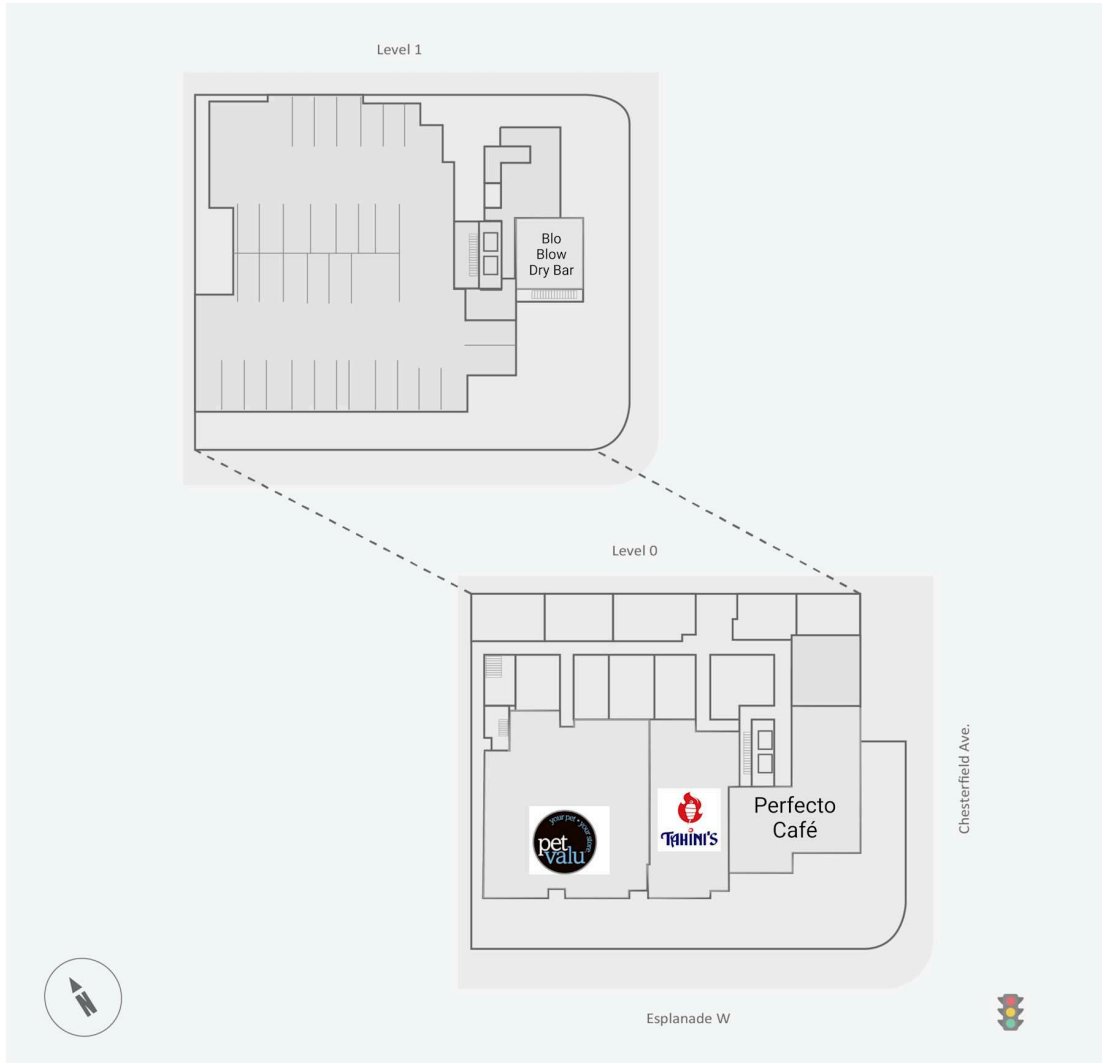 Level 1
Blo
Blow
Dry Bar
Level 0
Chesterfield Ave.
your pet • your store
pet
valu
TAHINI'S
Perfecto
Café
N
Esplanade W